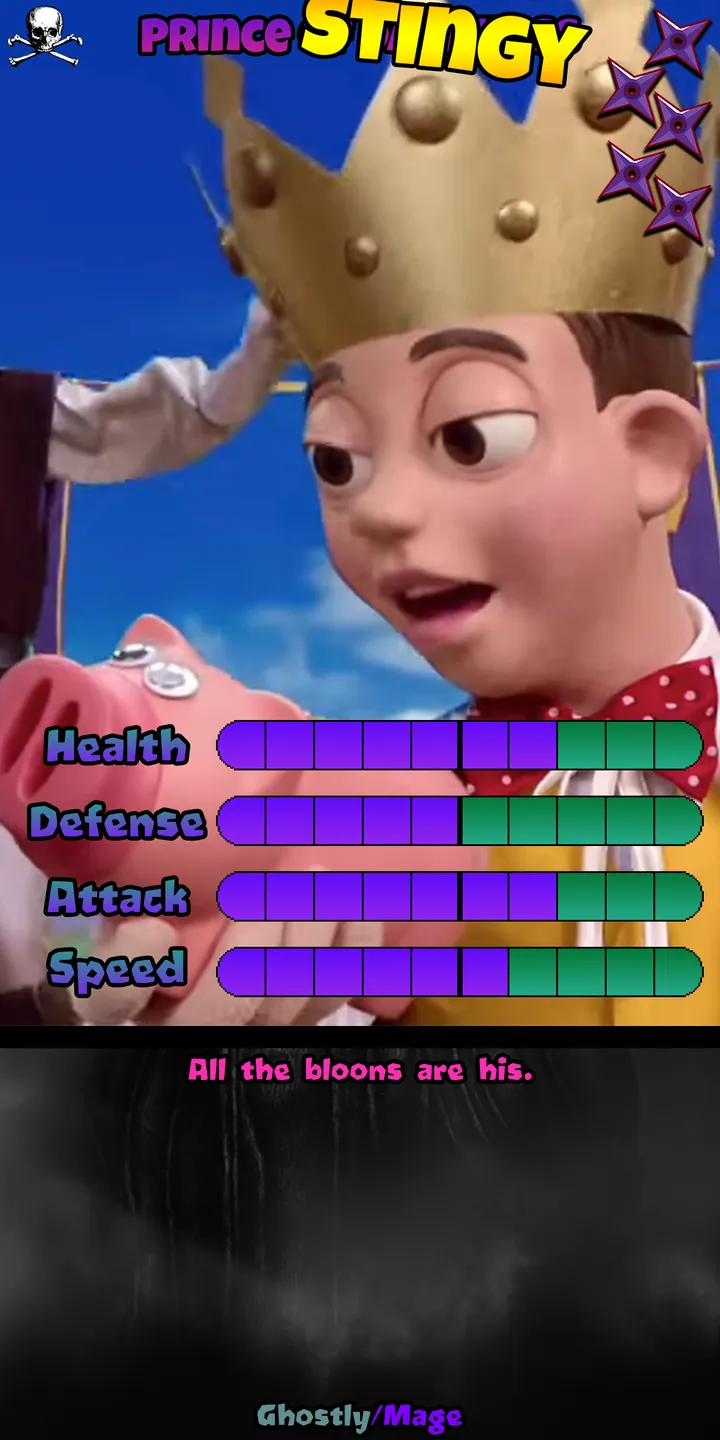 PRINCE STINGY
Health
Defense
Attack
Speed
All the bloons are his.
Ghostly/Mage